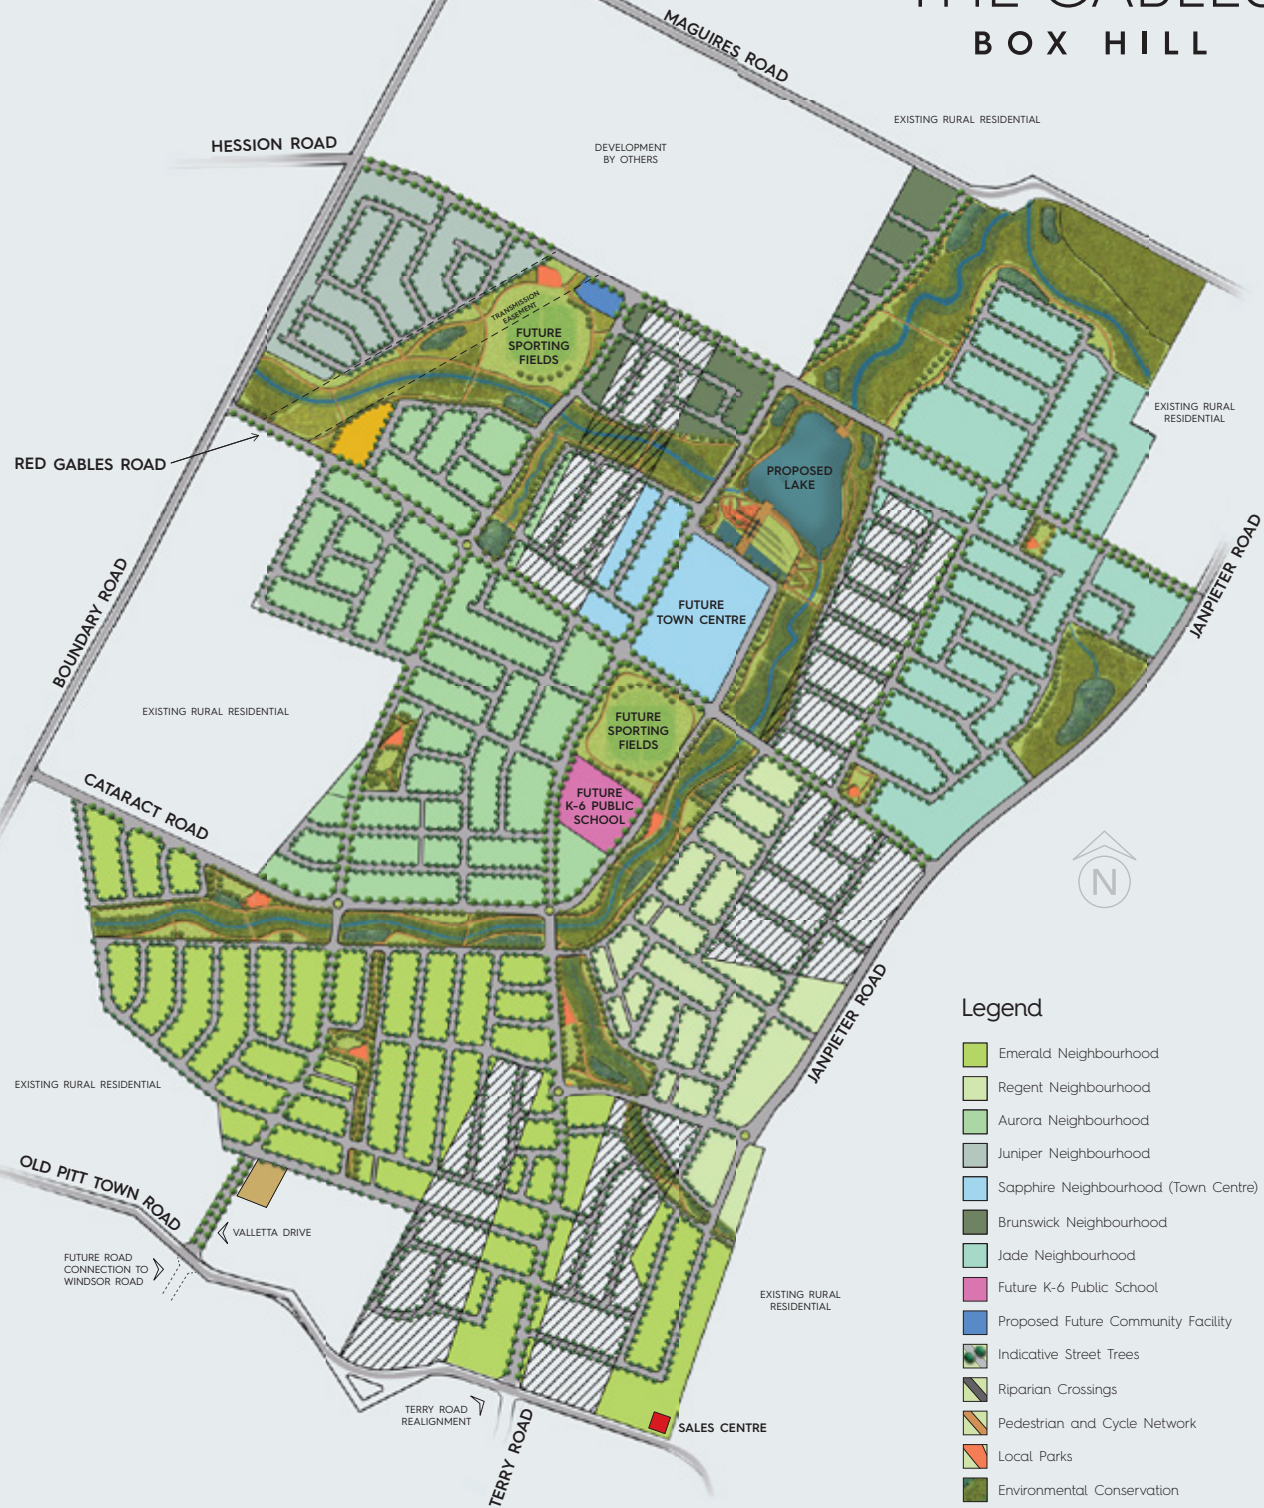 THE GABLES
BOX HILL
MAGUIRES ROAD
EXISTING RURAL RESIDENTIAL
HESSION ROAD
DEVELOPMENT
BY OTHERS
TRANSMISSION
EASEMENT
FUTURE
SPORTING
FIELDS
EXISTING RURAL
RESIDENTIAL
RED GABLES ROAD
PROPOSED
LAKE
JANPIETER ROAD
BOUNDARY ROAD
FUTURE
TOWN CENTRE
EXISTING RURAL RESIDENTIAL
FUTURE
SPORTING
FIELDS
CATARACT ROAD
FUTURE
K-6 PUBLIC
SCHOOL
N
JANPIETER ROAD
EXISTING RURAL RESIDENTIAL
OLD PITT TOWN ROAD
VALLETTA DRIVE
FUTURE ROAD
CONNECTION TO
WINDSOR ROAD
EXISTING RURAL
RESIDENTIAL
TERRY ROAD
REALIGNMENT
TERRY ROAD
SALES CENTRE
Legend
Emerald Neighbourhood
Regent Neighbourhood
Aurora Neighbourhood
Juniper Neighbourhood
Sapphire Neighbourhood (Town Centre)
Brunswick Neighbourhood
Jade Neighbourhood
Future K-6 Public School
Proposed Future Community Facility
Indicative Street Trees
Riparian Crossings
Pedestrian and Cycle Network
Local Parks
Environmental Conservation